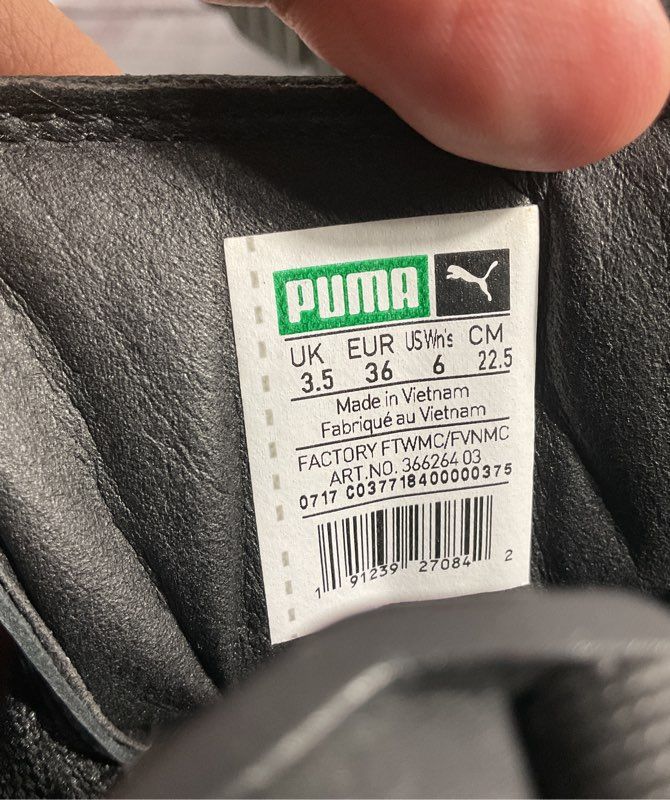 PUMA
UK EUR US Wn's CM
3.5 36 6 22.5
Made in Vietnam
Fabriqué au Vietnam
FACTORY FTWMC/FVNMC
ART.NO. 366264 03
0717 C037718400000375
1 91239 27084 2